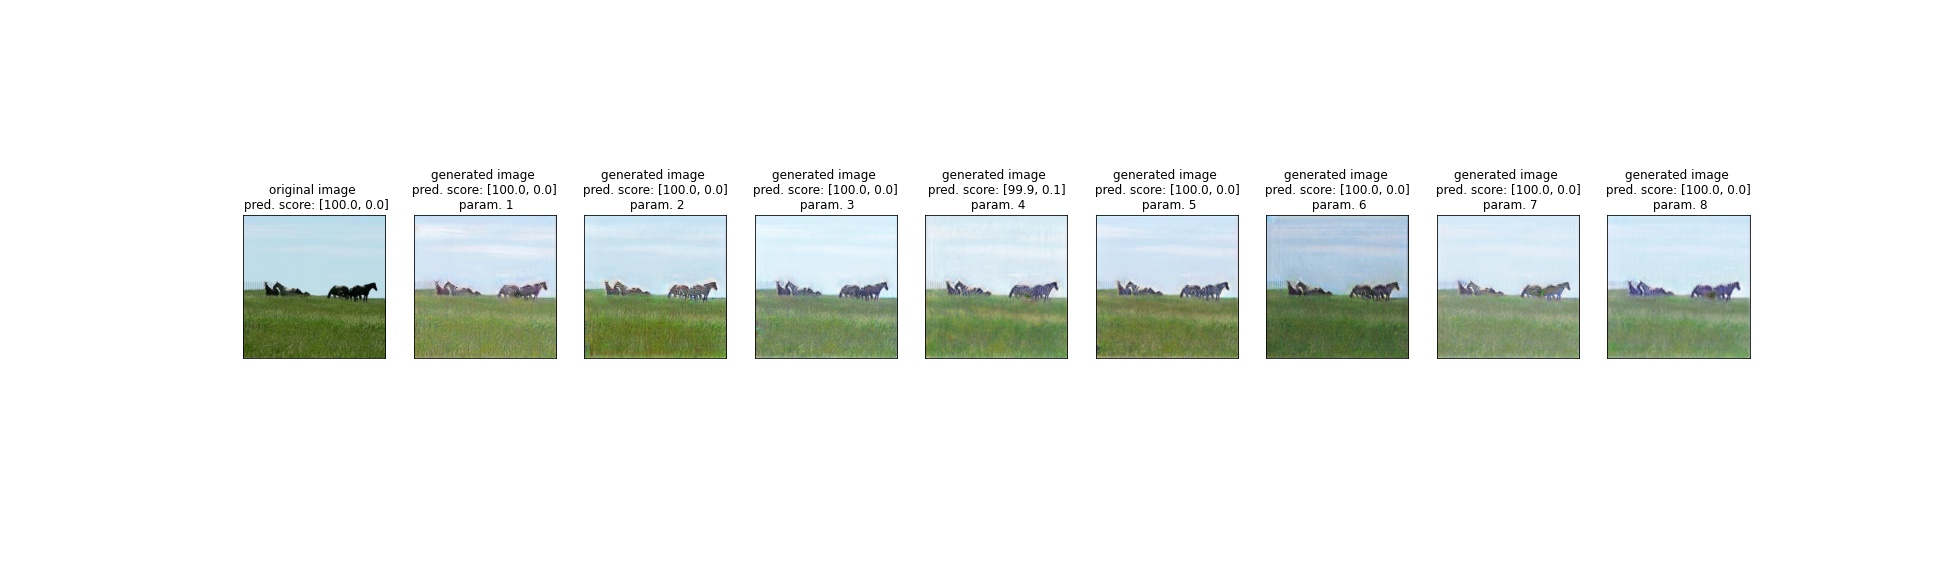 original image
pred. score: [100.0, 0.0]
generated image
pred. score: [100.0, 0.0]
param. 1
generated image
pred. score: [100.0, 0.0]
param. 2
generated image
pred. score: [100.0, 0.0]
param. 3
generated image
pred. score: [99.9, 0.1]
param. 4
generated image
pred. score: [100.0, 0.0]
param. 5
generated image
pred. score: [100.0, 0.0]
param. 6
generated image
pred. score: [100.0, 0.0]
param. 7
generated image
pred. score: [100.0, 0.0]
param. 8